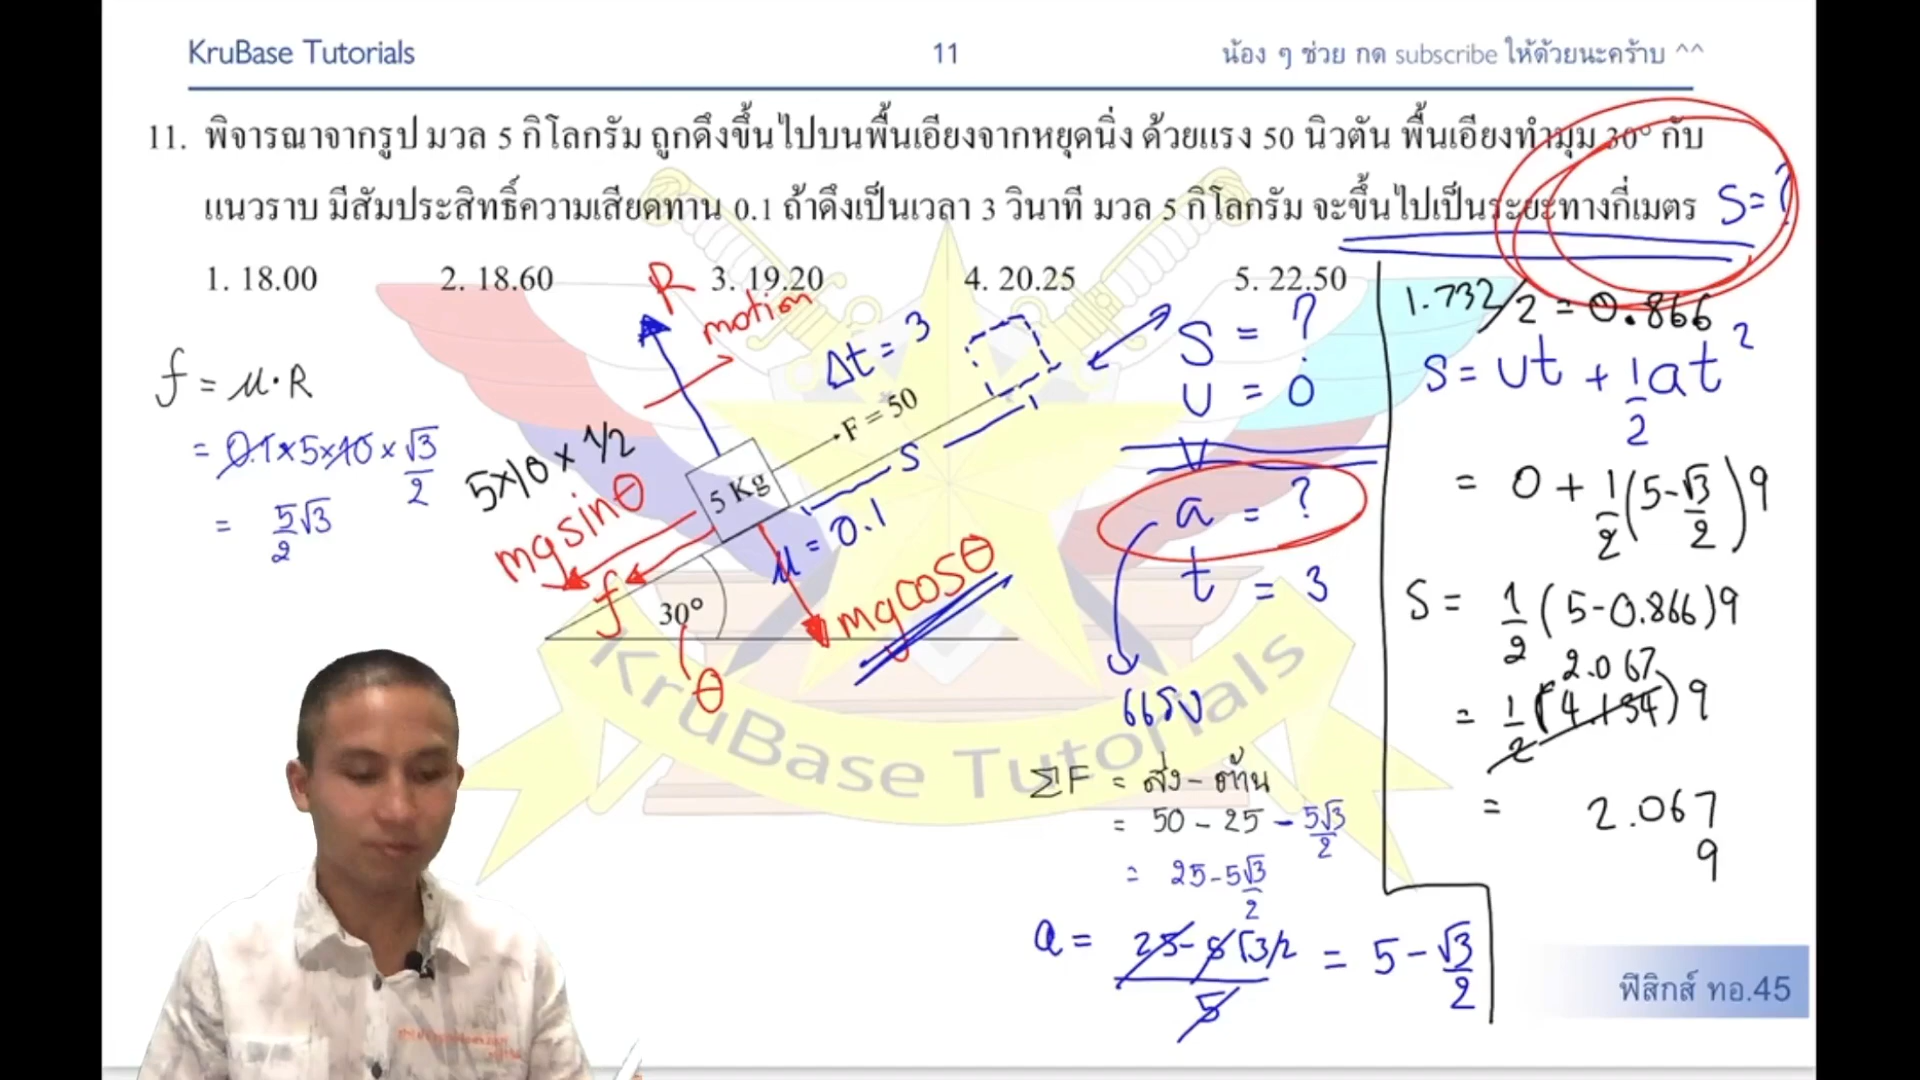 KruBase Tutorials 11 น้อง ๆ ช่วย กด subscribe ให้ด้วยนะคร้าบ ^^
11. พิจารณาจากรูป มวล 5 กิโลกรัม ถูกดึงขึ้นไปบนพื้นเอียงจากหยุดนิ่ง ด้วยแรง 50 นิวตัน พื้นเอียงทำมุม 30° กับ
แนวราบ มีสัมประสิทธิ์ความเสียดทาน 0.1 ถ้าดึงเป็นเวลา 3 วินาที มวล 5 กิโลกรัม จะขึ้นไปเป็นระยะทางกี่เมตร S=?
1. 18.00 2. 18.60 3. 19.20 4. 20.25 5. 22.50
R
motion
Δt = 3
F = 50
S
5 Kg
μ = 0.1
30°
θ
f
mg sinθ
5×10 × 1/2
mg cosθ
f = μ·R
= 0.1×5×10 × √3/2
= 5/2 √3
S = ?
u = 0
v
a = ?
t = 3
แรง
ΣF = ส่ง - ต้าน
= 50 - 25 - 5√3/2
= 25 - 5√3/2
a = 25 - 5√3/2 / 5 = 5 - √3/2
1.732/2 = 0.866
S = ut + 1/2 at²
= 0 + 1/2 (5 - √3/2) 9
S = 1/2 (5 - 0.866) 9
2.067
= 1/2 (4.134) 9
= 2.067
9
KruBase Tutorials
ฟิสิกส์ ทอ.45